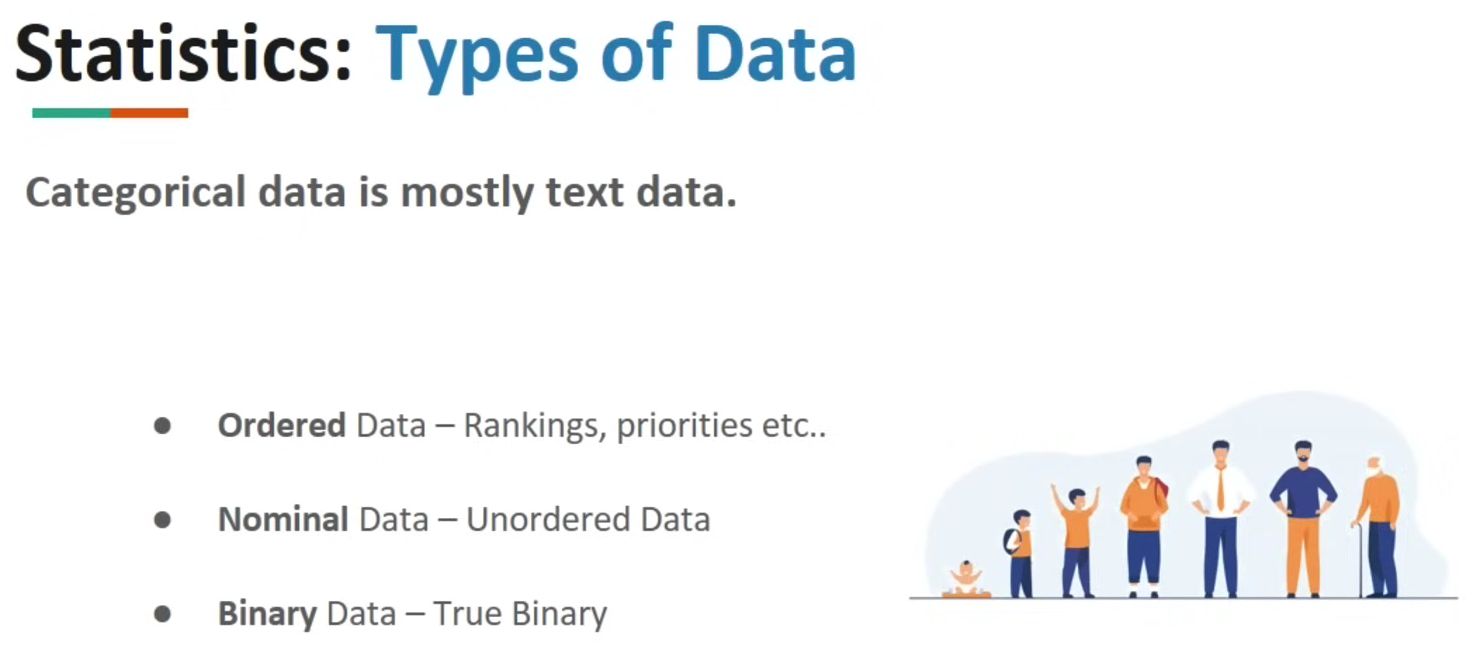 Statistics: Types of Data
Categorical data is mostly text data.
● Ordered Data – Rankings, priorities etc..
● Nominal Data – Unordered Data
● Binary Data – True Binary